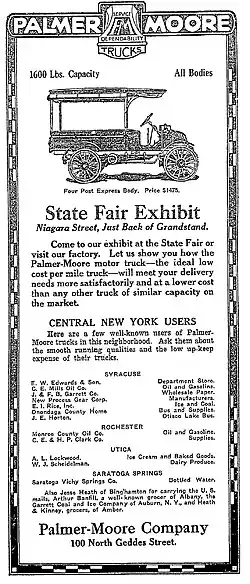 PALMER MOORE
SERVICE
DEPENDABILITY
TRUCKS
1600 Lbs. Capacity All Bodies
Four Post Express Body. Price $1475.
State Fair Exhibit
Niagara Street, Just Back of Grandstand.
Come to our exhibit at the State Fair or
visit our factory. Let us show you how the
Palmer-Moore motor truck—the ideal low
cost per mile truck—will meet your delivery
needs more satisfactorily and at a lower cost
than any other truck of similar capacity on
the market.
CENTRAL NEW YORK USERS
Here are a few well-known users of Palmer-
Moore trucks in this neighborhood. Ask them about
the smooth running qualities and the low up-keep
expense of their trucks.
SYRACUSE
E. W. Edwards & Son. Department Store.
C. E. Mills Oil Co. Oil and Gasoline.
J. & F. B. Garrett Co. Wholesale Paper.
New Process Gear Corp. Manufacturers.
E. I. Rice, Inc. Ice and Coal.
Onondaga County Home Bus and Supplies.
J. E. Horton, Otisco Lake Bus.
ROCHESTER
Monroe County Oil Co. Oil and Gasoline.
C. E. & H. P. Clark Co. Supplies.
UTICA
A. L. Lockwood. Ice Cream and Baked Goods.
W. J. Scheidelman. Dairy Produce.
SARATOGA SPRINGS
Saratoga Vichy Springs Co. Bottled Water.
Also Jesse Heath of Binghamton for carrying the U. S.
mails, Arthur Banfill, a well-known grocer of Albany, the
Garrett Coal and Ice Company of Auburn, N. Y., and Heath
& Kinney, grocers, of Amber.
Palmer-Moore Company
100 North Geddes Street.